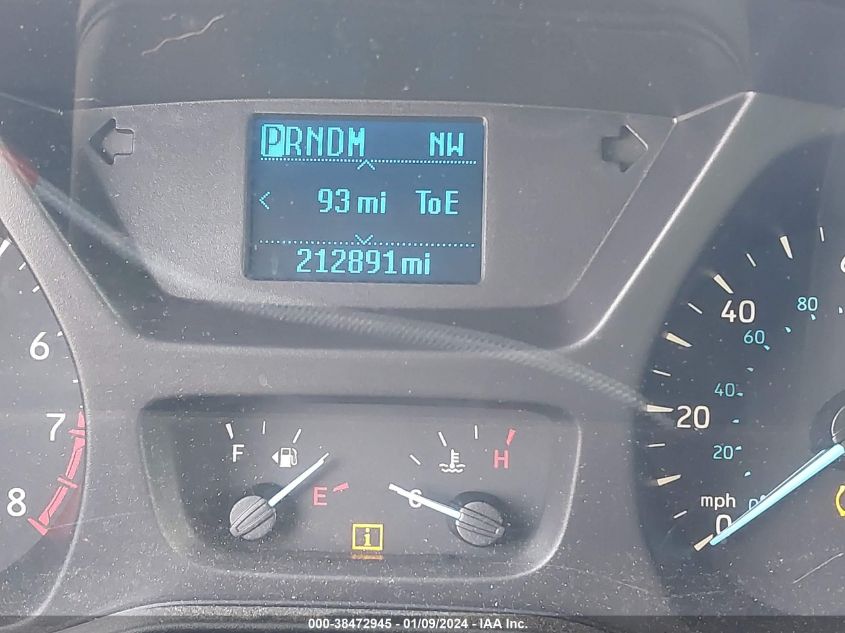 PRNDM NW
< 93 mi ToE
212891mi
6
7
8
F
E
C
H
i
40
20
0
mph
80
60
40
20
000-38472945 - 01/09/2024 - IAA Inc.